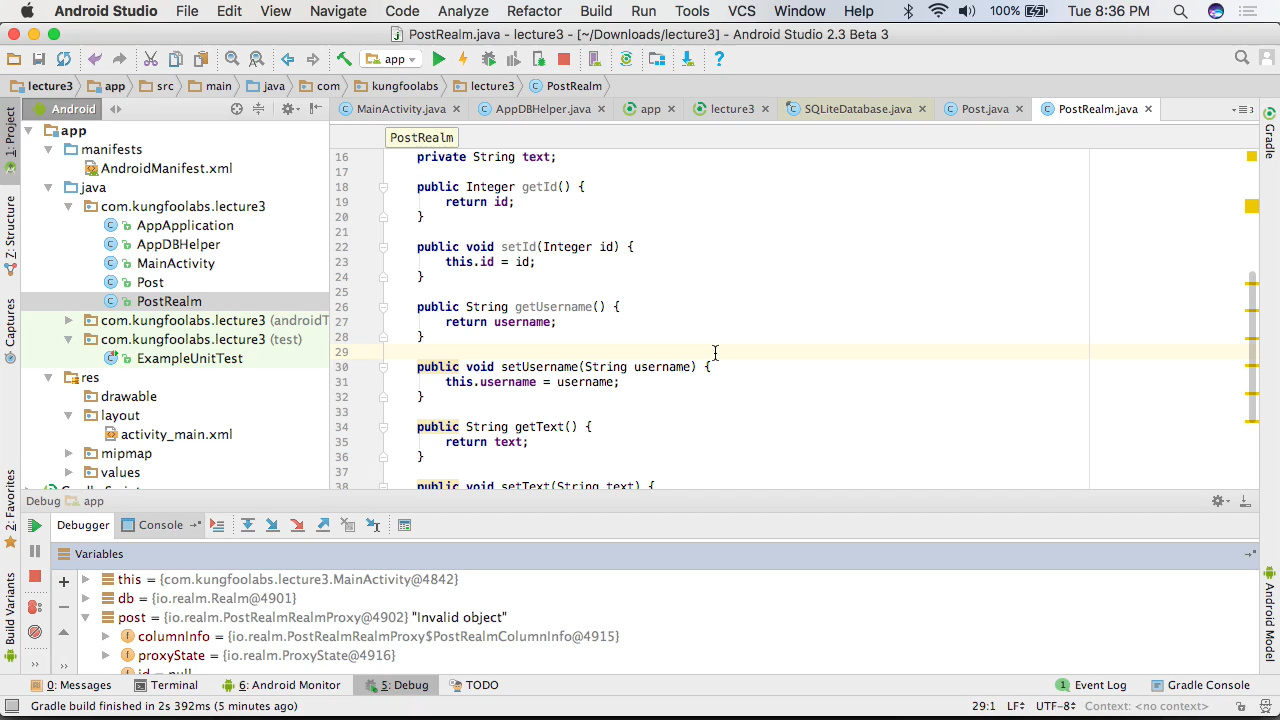 Android Studio File Edit View Navigate Code Analyze Refactor Build Run Tools VCS Window Help 100% Tue 8:36 PM
PostRealm.java - lecture3 - [~/Downloads/lecture3] - Android Studio 2.3 Beta 3
app
lecture3 app src main java com kungfoolabs lecture3 PostRealm
Android MainActivity.java AppDBHelper.java app lecture3 SQLiteDatabase.java Post.java PostRealm.java
1: Project
Z: Structure
Captures
2: Favorites
Build Variants
Gradle
Android Model
app
manifests
AndroidManifest.xml
java
com.kungfoolabs.lecture3
AppApplication
AppDBHelper
MainActivity
Post
PostRealm
com.kungfoolabs.lecture3 (androidT
com.kungfoolabs.lecture3 (test)
ExampleUnitTest
res
drawable
layout
activity_main.xml
mipmap
values
PostRealm
16 private String text;
17
18 public Integer getId() {
19 return id;
20 }
21
22 public void setId(Integer id) {
23 this.id = id;
24 }
25
26 public String getUsername() {
27 return username;
28 }
29
30 public void setUsername(String username) {
31 this.username = username;
32 }
33
34 public String getText() {
35 return text;
36 }
37
38 public void setText(String text) {
Debug app
Debugger Console
Variables
this = {com.kungfoolabs.lecture3.MainActivity@4842}
db = {io.realm.Realm@4901}
post = {io.realm.PostRealmRealmProxy@4902} "Invalid object"
columnInfo = {io.realm.PostRealmRealmProxy$PostRealmColumnInfo@4915}
proxyState = {io.realm.ProxyState@4916}
id = null
0: Messages Terminal 6: Android Monitor 5: Debug TODO 1 Event Log Gradle Console
Gradle build finished in 2s 392ms (5 minutes ago) 29:1 LF÷ UTF-8÷ Context: <no context>